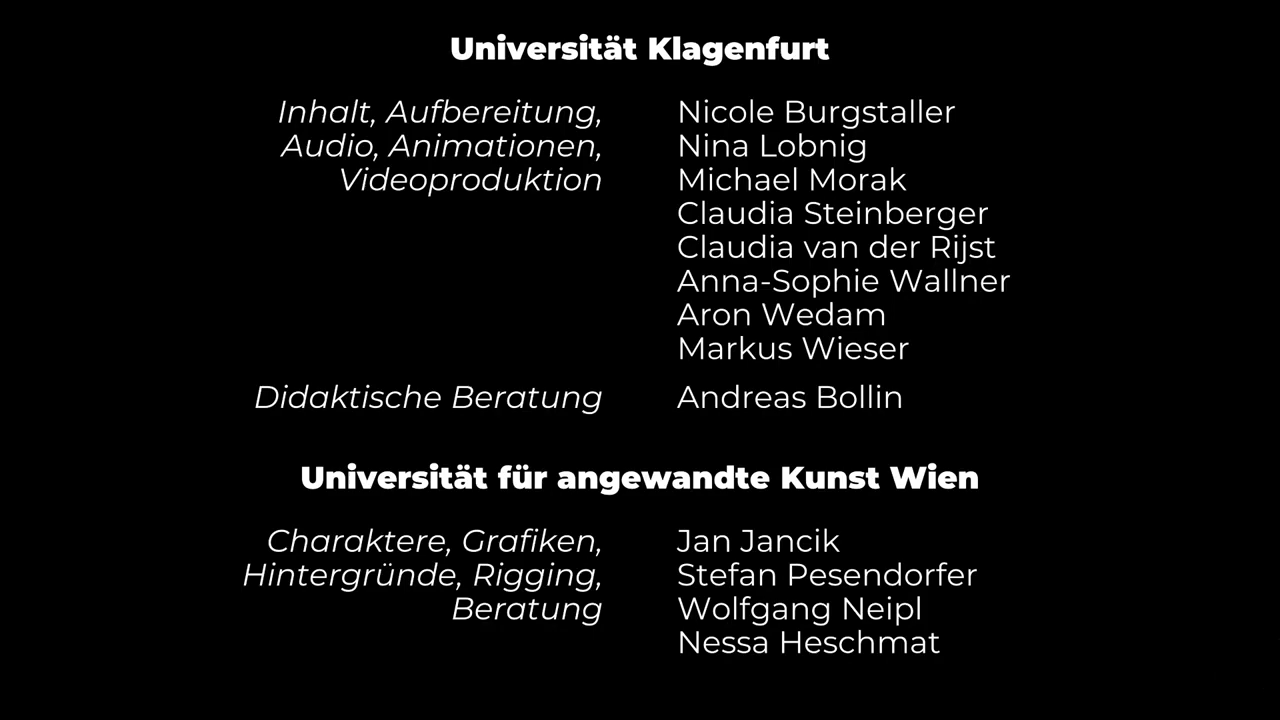 Universität Klagenfurt
Inhalt, Aufbereitung, Nicole Burgstaller
Audio, Animationen, Nina Lobnig
Videoproduktion Michael Morak
Claudia Steinberger
Claudia van der Rijst
Anna-Sophie Wallner
Aron Wedam
Markus Wieser
Didaktische Beratung Andreas Bollin
Universität für angewandte Kunst Wien
Charaktere, Grafiken, Jan Jancik
Hintergründe, Rigging, Stefan Pesendorfer
Beratung Wolfgang Neipl
Nessa Heschmat